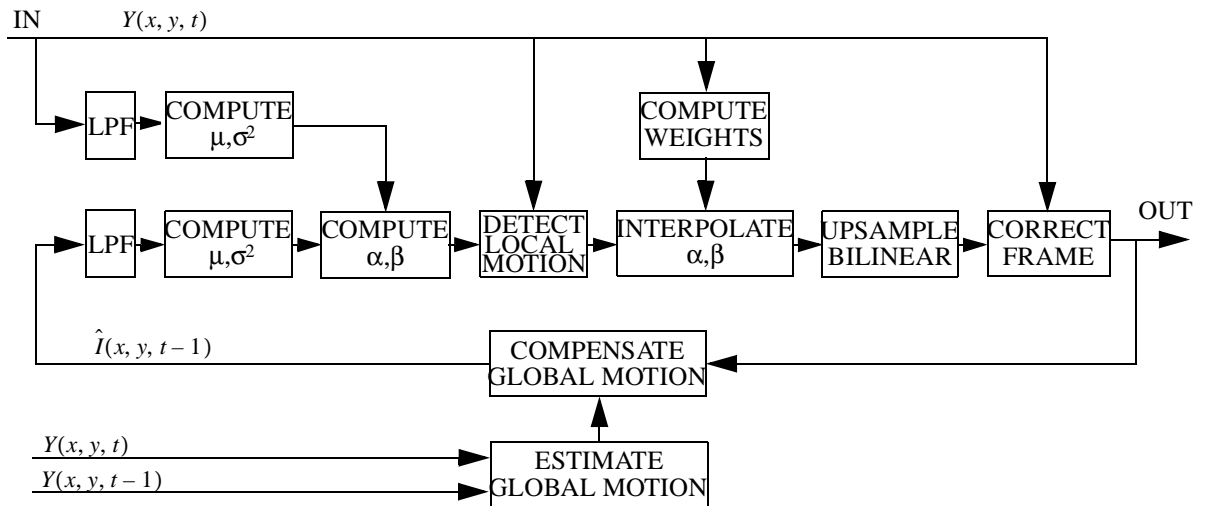 IN
Y(x, y, t)
LPF
COMPUTE
μ,σ²
COMPUTE
WEIGHTS
LPF
COMPUTE
μ,σ²
COMPUTE
α,β
DETECT
LOCAL
MOTION
INTERPOLATE
α,β
UPSAMPLE
BILINEAR
CORRECT
FRAME
OUT
Î(x, y, t – 1)
COMPENSATE
GLOBAL MOTION
Y(x, y, t)
Y(x, y, t – 1)
ESTIMATE
GLOBAL MOTION